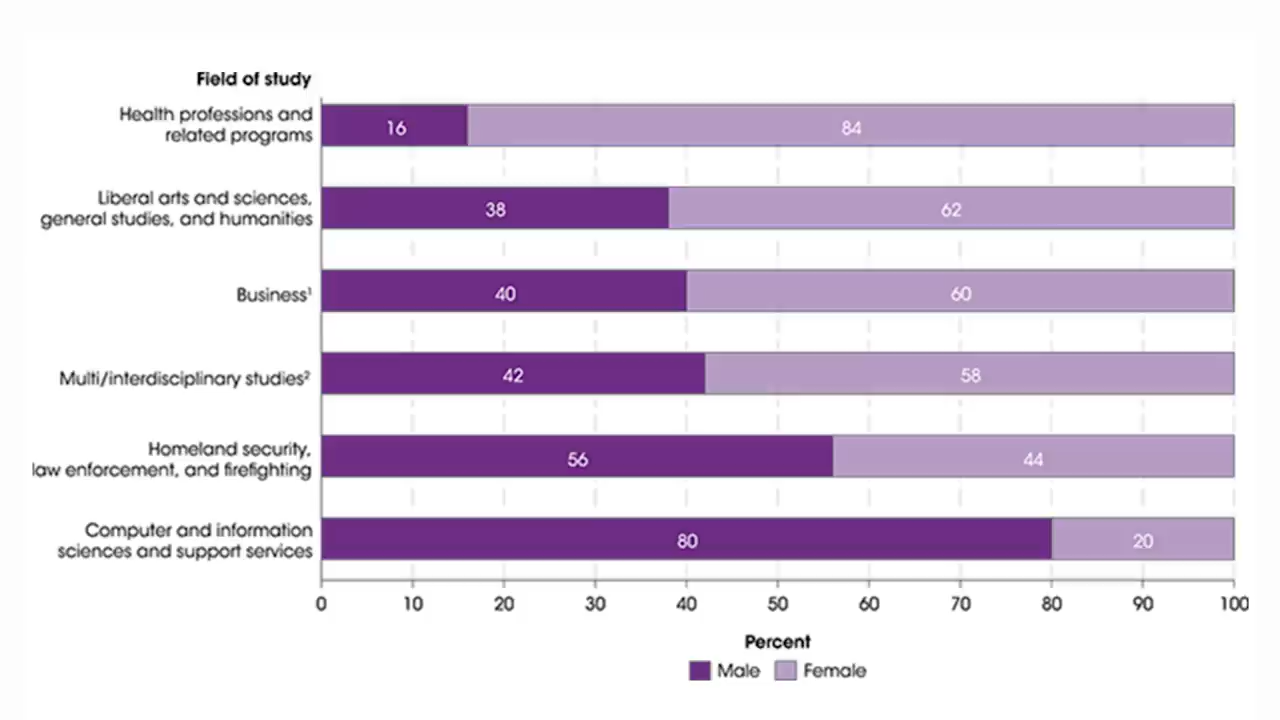 Field of study
Health professions and
related programs
16
84
Liberal arts and sciences,
general studies, and humanities
38
62
Business¹
40
60
Multi/interdisciplinary studies²
42
58
Homeland security,
law enforcement, and firefighting
56
44
Computer and information
sciences and support services
80
20
0 10 20 30 40 50 60 70 80 90 100
Percent
Male Female